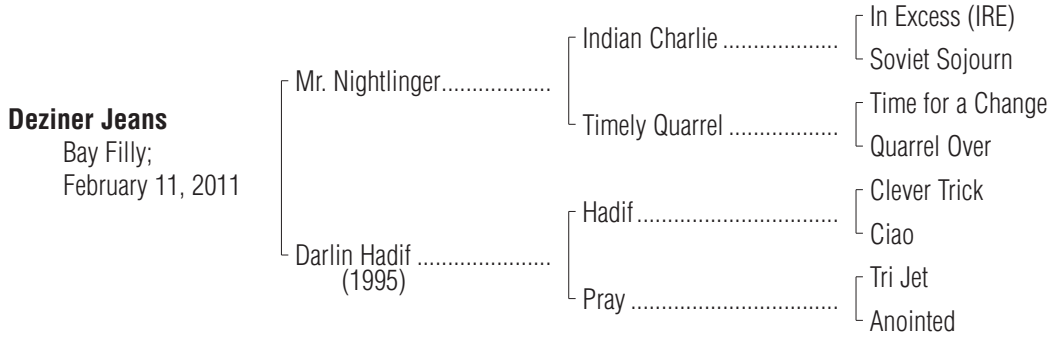 In Excess (IRE)
Indian Charlie ...................
Soviet Sojourn
Mr. Nightlinger..................
Time for a Change
Deziner Jeans
Timely Quarrel ..................
Bay Filly;
Quarrel Over
February 11, 2011
Clever Trick
Hadif .................................
Ciao
Darlin Hadif ......................
(1995)
Tri Jet
Pray ..................................
Anointed